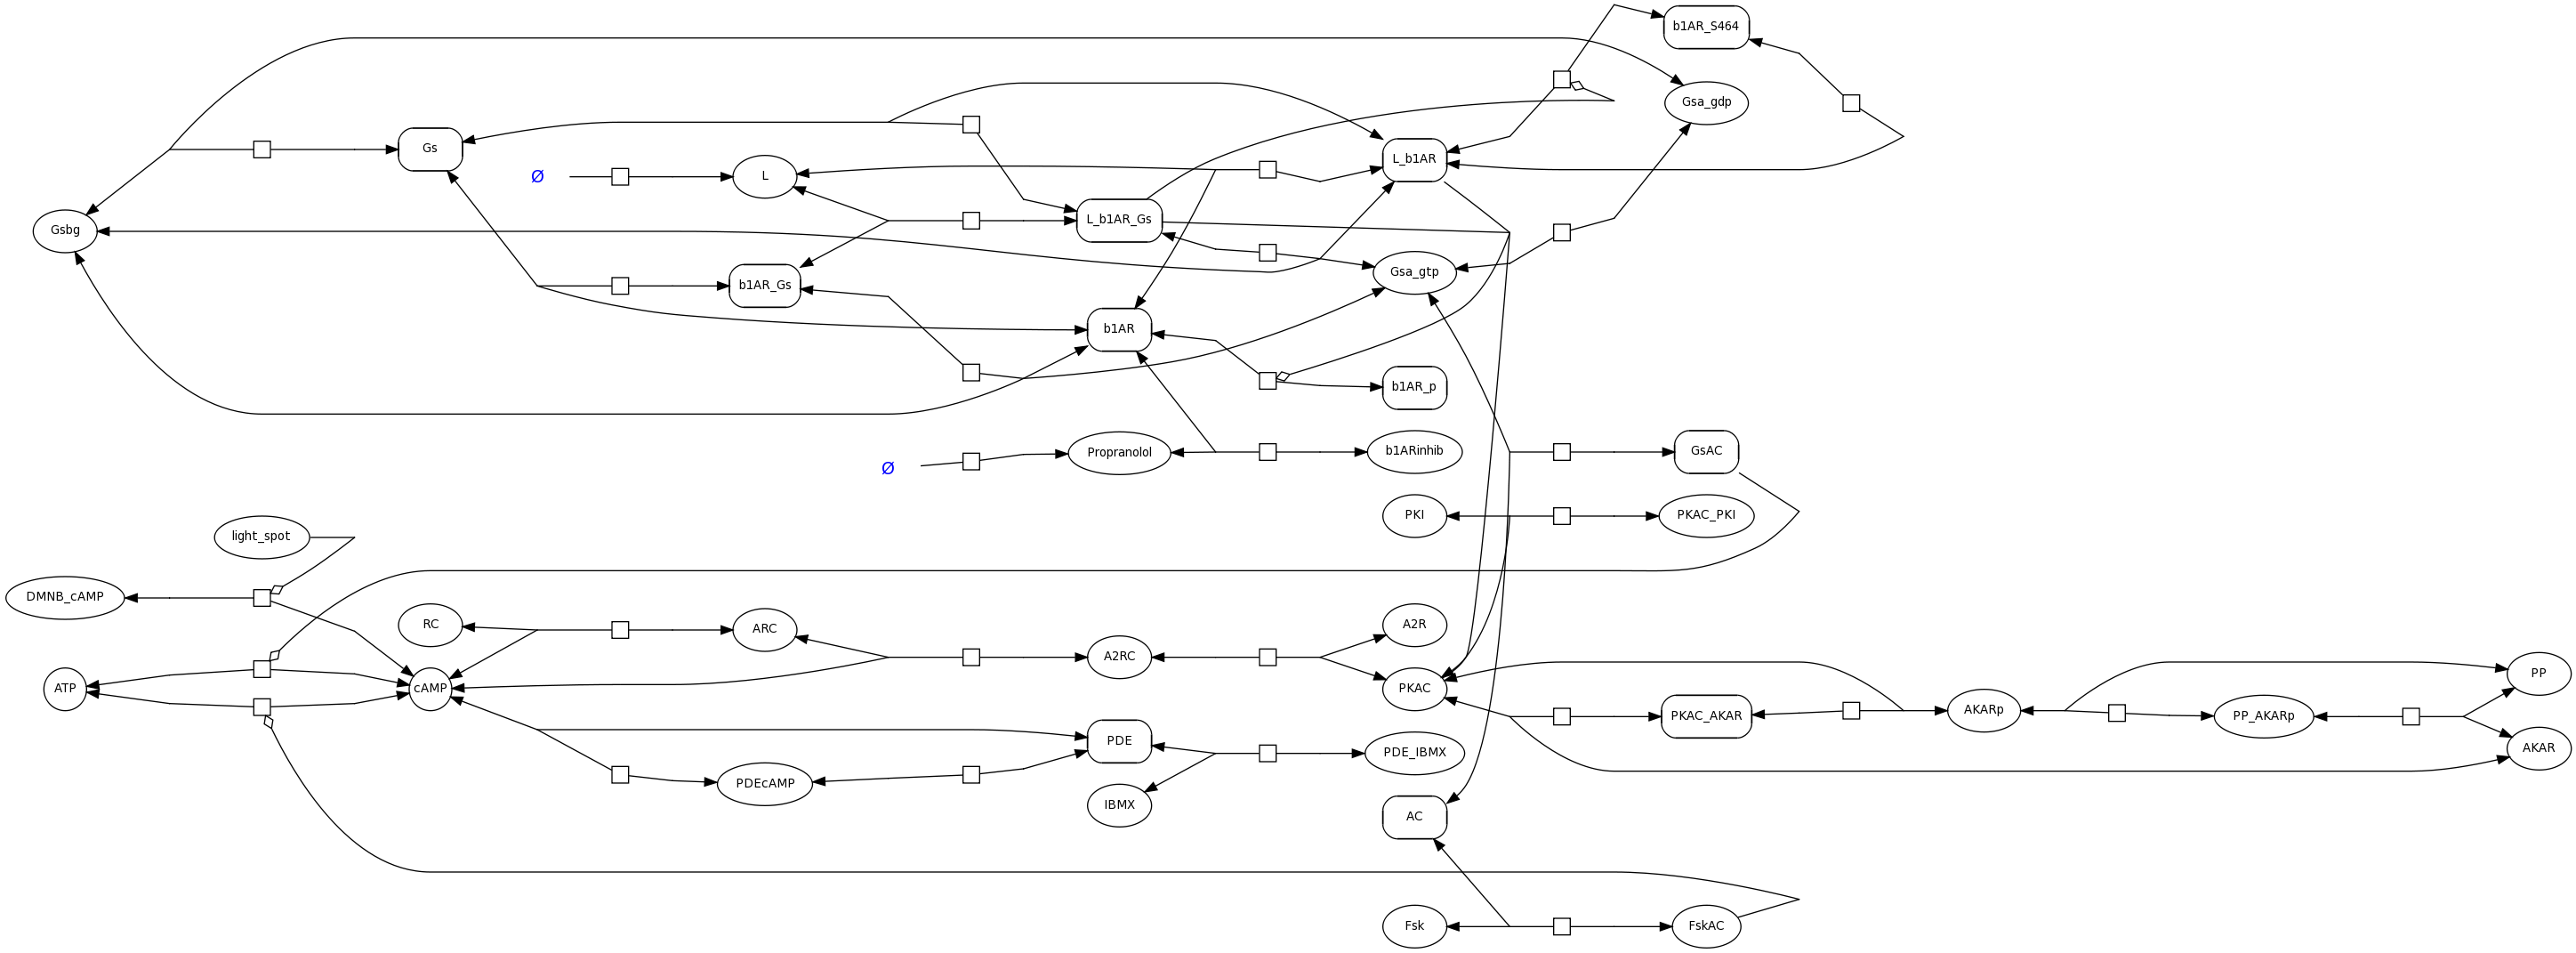 b1AR_S464
Gsa_gdp
Gs
L_b1AR
Ø
L
L_b1AR_Gs
Gsbg
Gsa_gtp
b1AR_Gs
b1AR
b1AR_p
Propranolol
b1ARinhib
GsAC
Ø
PKI
PKAC_PKI
light_spot
DMNB_cAMP
RC
ARC
A2R
A2RC
ATP
cAMP
PKAC
PKAC_AKAR
AKARp
PP
PP_AKARp
PDE
AKAR
PDE_IBMX
PDEcAMP
IBMX
AC
Fsk
FskAC